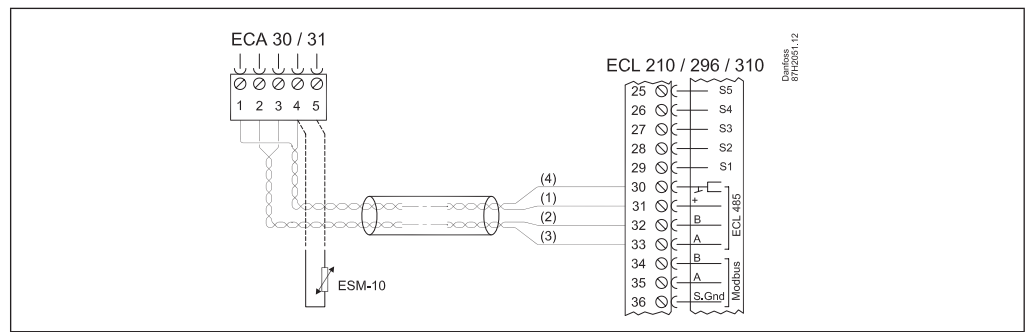 ECA 30 / 31
1 2 3 4 5
ECL 210 / 296 / 310
Danfoss
87H2051.12
25 S5
26 S4
27 S3
28 S2
29 S1
(4) 30
(1) 31 +
(2) 32 B
(3) 33 A
ECL 485
34 B
35 A
36 S.Gnd
Modbus
ESM-10